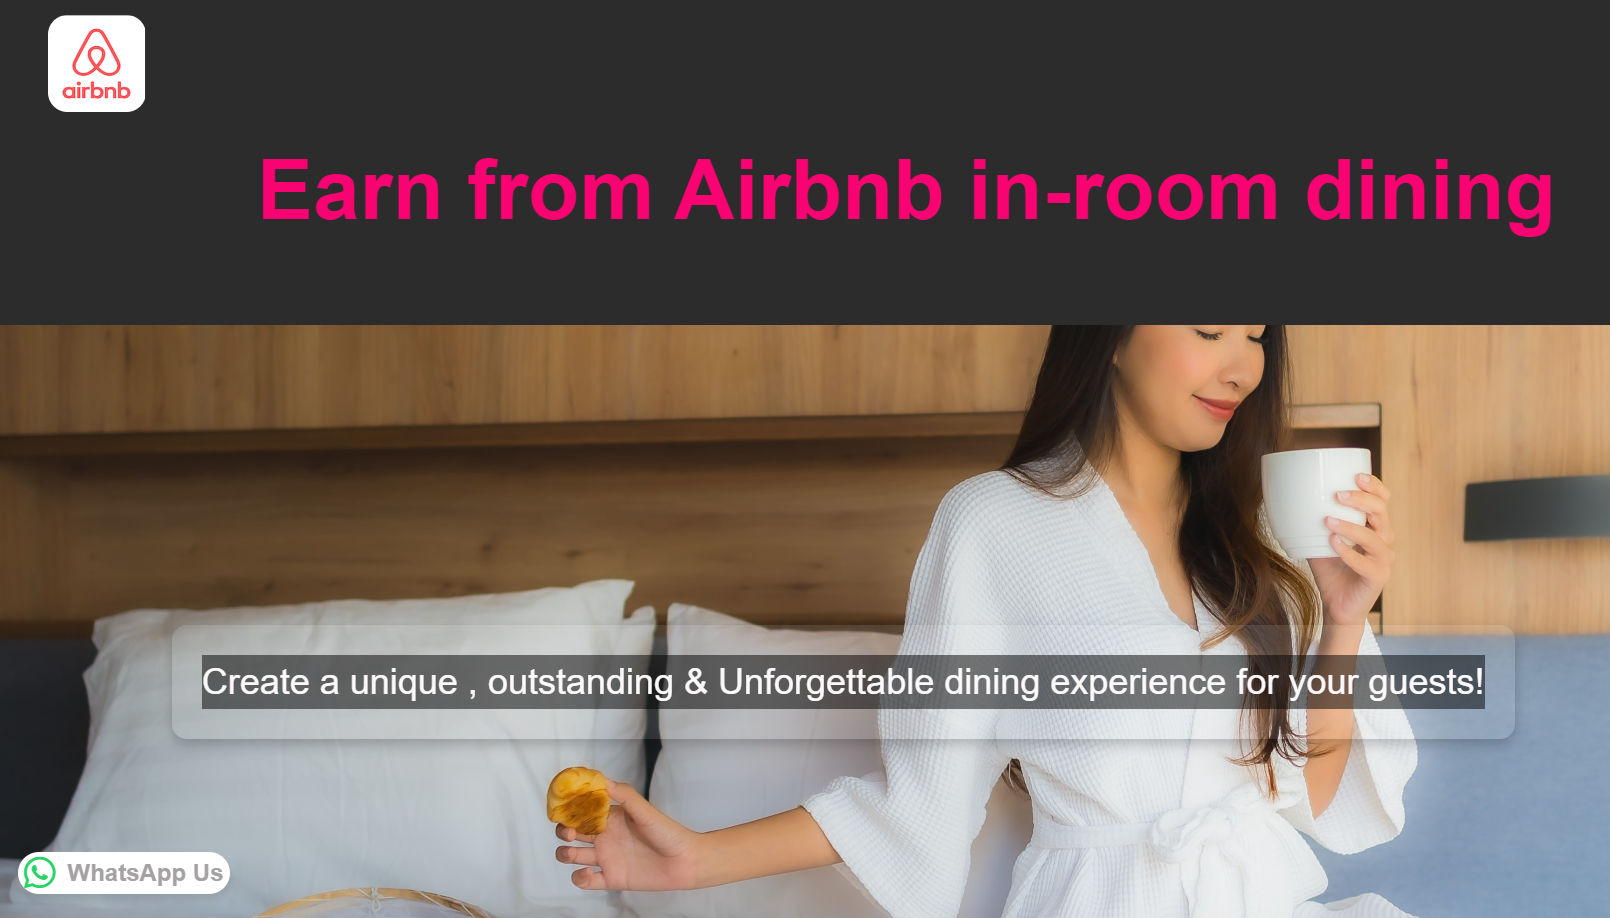 airbnb
Earn from Airbnb in-room dining
Create a unique , outstanding & Unforgettable dining experience for your guests!
WhatsApp Us